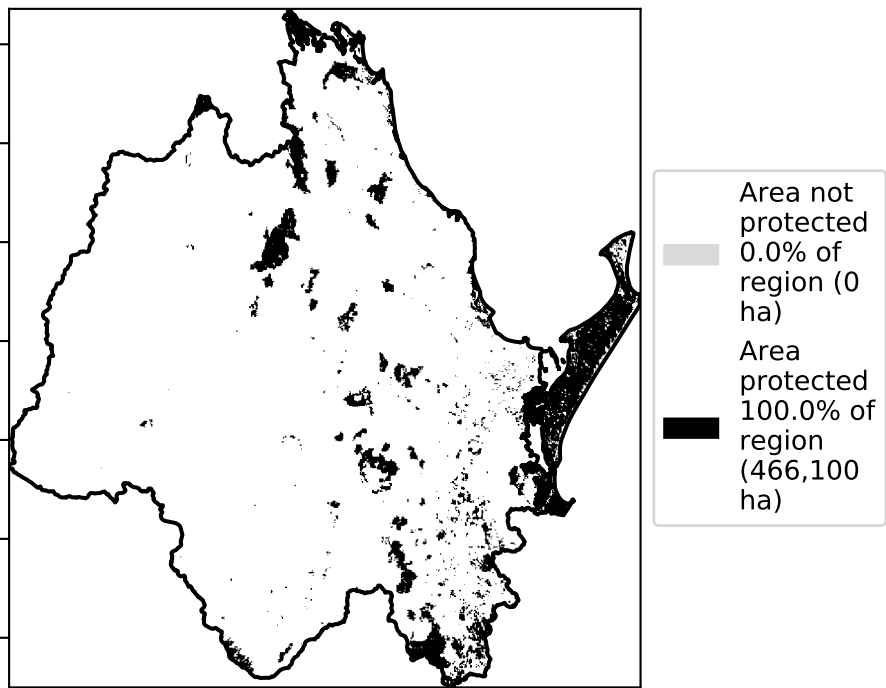 Area not
protected
0.0% of
region (0
ha)
Area
protected
100.0% of
region
(466,100
ha)